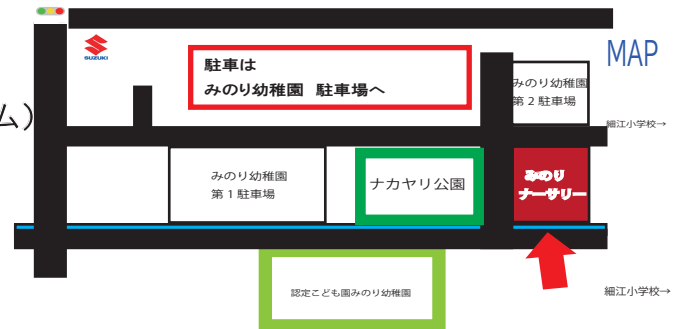 SUZUKI
MAP
駐車は
みのり幼稚園 駐車場へ
みのり幼稚園
第2駐車場
ム)
細江小学校→
みのり幼稚園
第1駐車場
ナカヤリ公園
みのり
ナーサリー
認定こども園みのり幼稚園
細江小学校→